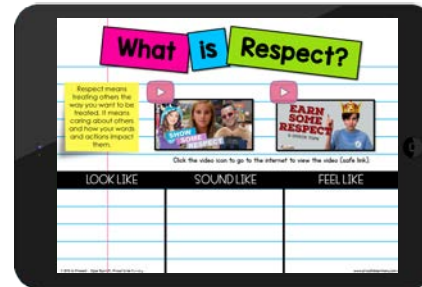 What is Respect?
Respect means
treating others the
way you want to be
treated. It means
caring about others
and how your words
and actions impact
them.
SHOW
SOME
RESPECT
EARN
SOME
RESPECT
Click the video icon to go to the internet to view the video (safe link).
LOOK LIKE SOUND LIKE FEEL LIKE